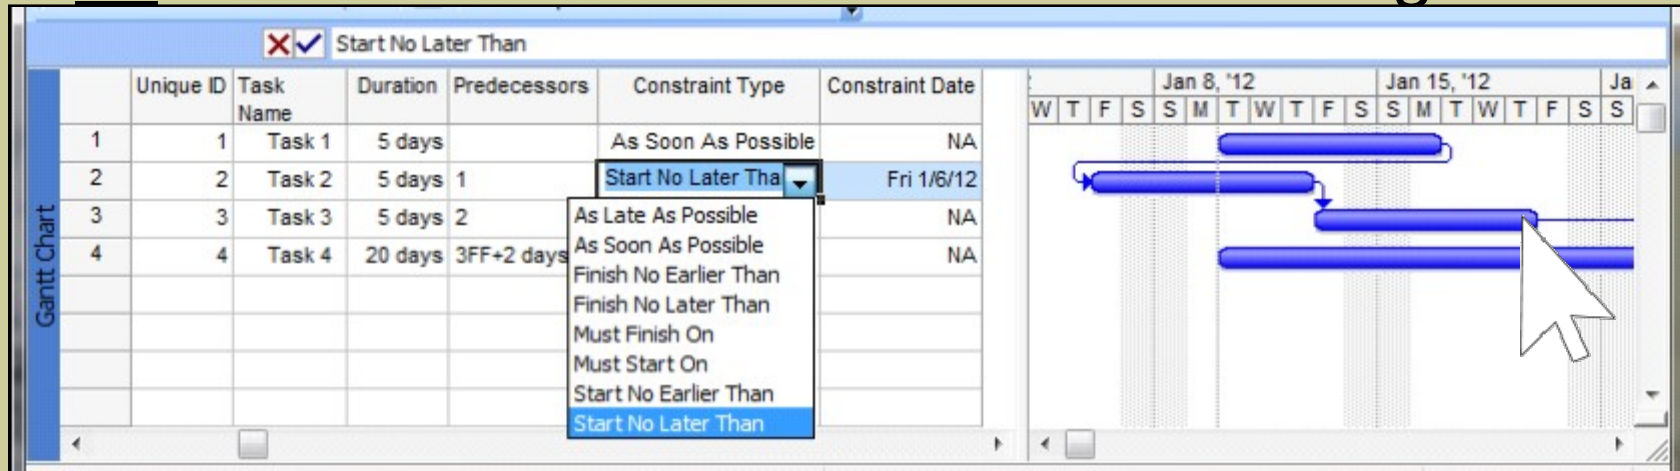 Start No Later Than
Unique ID Task Name Duration Predecessors Constraint Type Constraint Date
Jan 8, '12 Jan 15, '12 Ja
W T F S S M T W T F S S M T W T F S S
1 1 Task 1 5 days As Soon As Possible NA
2 2 Task 2 5 days 1 Start No Later Tha Fri 1/6/12
3 3 Task 3 5 days 2 NA
4 4 Task 4 20 days 3FF+2 days NA
As Late As Possible
As Soon As Possible
Finish No Earlier Than
Finish No Later Than
Must Finish On
Must Start On
Start No Earlier Than
Start No Later Than
Gantt Chart